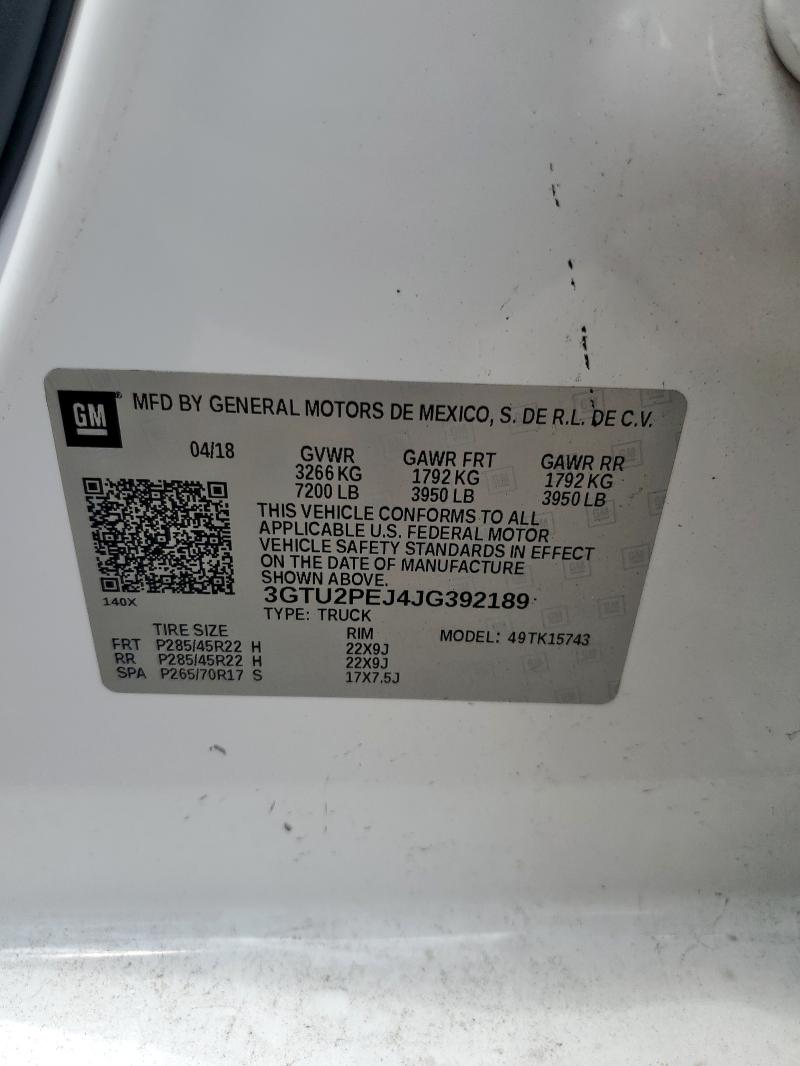 GM MFD BY GENERAL MOTORS DE MEXICO, S. DE R.L. DE C.V.
04/18 GVWR GAWR FRT GAWR RR
3266 KG 1792 KG 1792 KG
7200 LB 3950 LB 3950 LB
THIS VEHICLE CONFORMS TO ALL
APPLICABLE U.S. FEDERAL MOTOR
VEHICLE SAFETY STANDARDS IN EFFECT
ON THE DATE OF MANUFACTURE
SHOWN ABOVE.
140X 3GTU2PEJ4JG392189
TYPE: TRUCK
TIRE SIZE RIM MODEL: 49TK15743
FRT P285/45R22 H 22X9J
RR P285/45R22 H 22X9J
SPA P265/70R17 S 17X7.5J